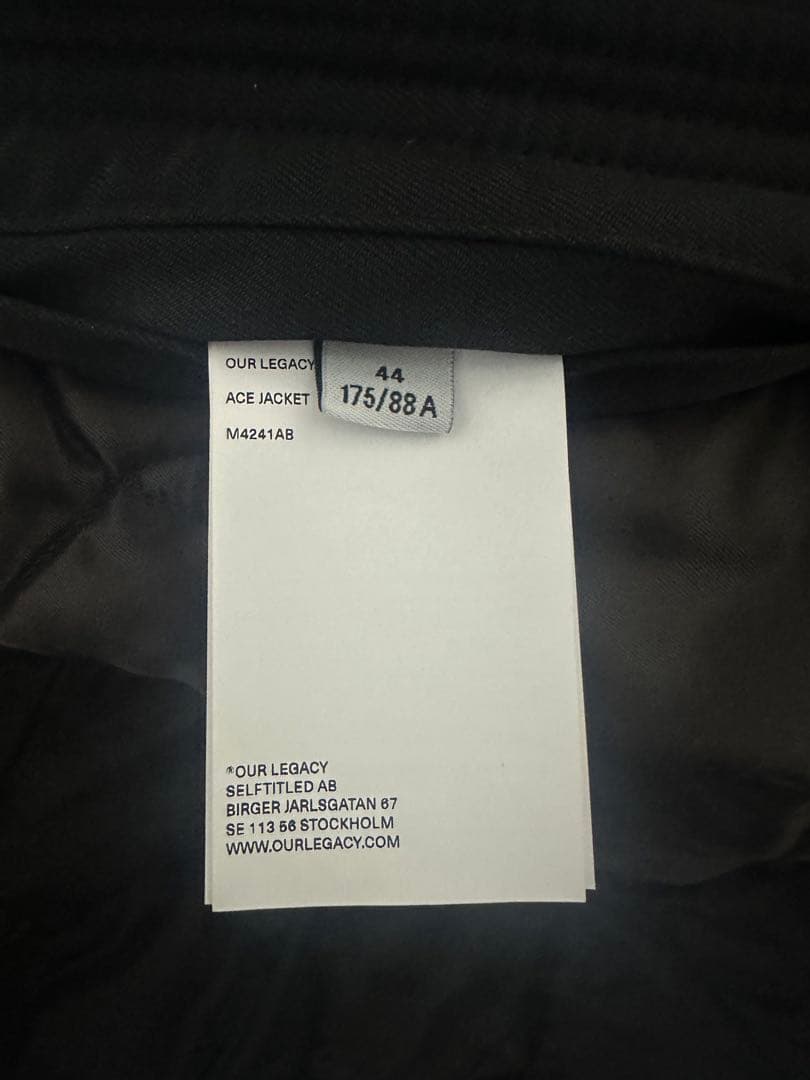 OUR LEGACY
ACE JACKET
M4241AB
44
175/88 A
*OUR LEGACY
SELFTITLED AB
BIRGER JARLSGATAN 67
SE 113 56 STOCKHOLM
WWW.OURLEGACY.COM